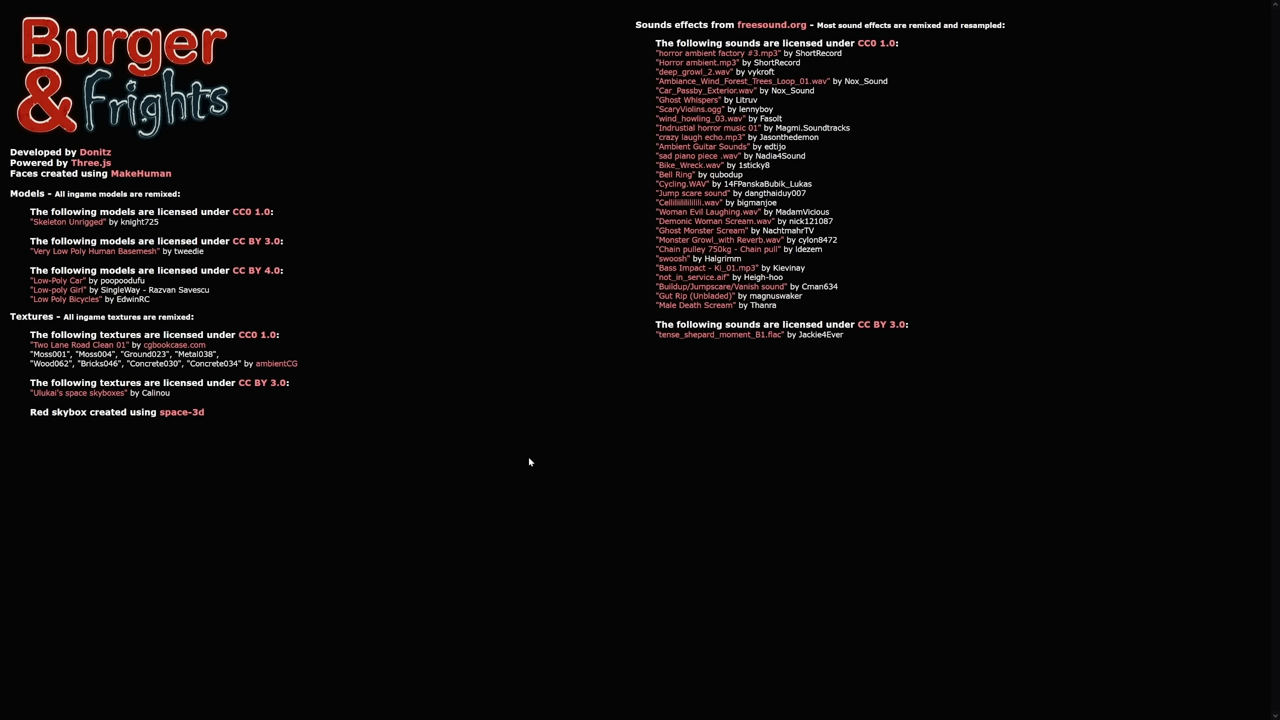 Burger
& Frights
Developed by Donitz
Powered by Three.js
Faces created using MakeHuman
Models - All ingame models are remixed:
The following models are licensed under CC0 1.0:
"Skeleton Unrigged" by knight725
The following models are licensed under CC BY 3.0:
"Very Low Poly Human Basemesh" by tweedie
The following models are licensed under CC BY 4.0:
"Low-Poly Car" by poopoodufu
"Low-poly Girl" by SingleWay - Razvan Savescu
"Low Poly Bicycles" by EdwinRC
Textures - All ingame textures are remixed:
The following textures are licensed under CC0 1.0:
"Two Lane Road Clean 01" by cgbookcase.com
"Moss001", "Moss004", "Ground023", "Metal038",
"Wood062", "Bricks046", "Concrete030", "Concrete034" by ambientCG
The following textures are licensed under CC BY 3.0:
"Ulukai's space skyboxes" by Calinou
Red skybox created using space-3d
Sounds effects from freesound.org - Most sound effects are remixed and resampled:
The following sounds are licensed under CC0 1.0:
"horror ambient factory #3.mp3" by ShortRecord
"Horror ambient.mp3" by ShortRecord
"deep_growl_2.wav" by vykroft
"Ambiance_Wind_Forest_Trees_Loop_01.wav" by Nox_Sound
"Car_Passby_Exterior.wav" by Nox_Sound
"Ghost Whispers" by Litruv
"ScaryViolins.ogg" by lennyboy
"wind_howling_03.wav" by Fasolt
"Indrustial horror music 01" by Magmi.Soundtracks
"crazy laugh echo.mp3" by Jasonthedemon
"Ambient Guitar Sounds" by edtijo
"sad piano piece .wav" by Nadia4Sound
"Bike_Wreck.wav" by 1sticky8
"Bell Ring" by qubodup
"Cycling.WAV" by 14FPanskaBubik_Lukas
"Jump scare sound" by dangthaiduy007
"Celliiiiiiiiiiii.wav" by bigmanjoe
"Woman Evil Laughing.wav" by MadamVicious
"Demonic Woman Scream.wav" by nick121087
"Ghost Monster Scream" by NachtmahrTV
"Monster Growl_with Reverb.wav" by cylon8472
"Chain pulley 750kg - Chain pull" by ldezem
"swoosh" by Halgrimm
"Bass Impact - Ki_01.mp3" by Kievinay
"not_in_service.aif" by Heigh-hoo
"Buildup/Jumpscare/Vanish sound" by Cman634
"Gut Rip (Unbladed)" by magnuswaker
"Male Death Scream" by Thanra
The following sounds are licensed under CC BY 3.0:
"tense_shepard_moment_B1.flac" by Jackie4Ever